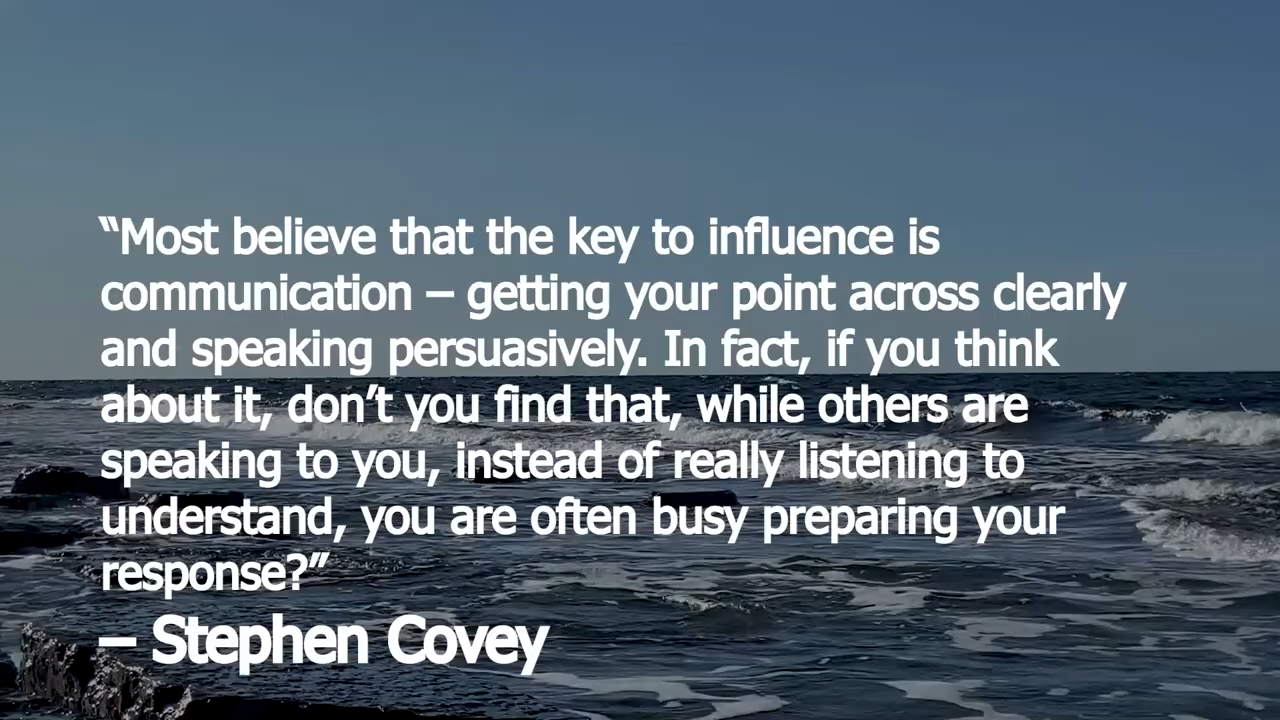 “Most believe that the key to influence is
communication – getting your point across clearly
and speaking persuasively. In fact, if you think
about it, don’t you find that, while others are
speaking to you, instead of really listening to
understand, you are often busy preparing your
response?”
– Stephen Covey